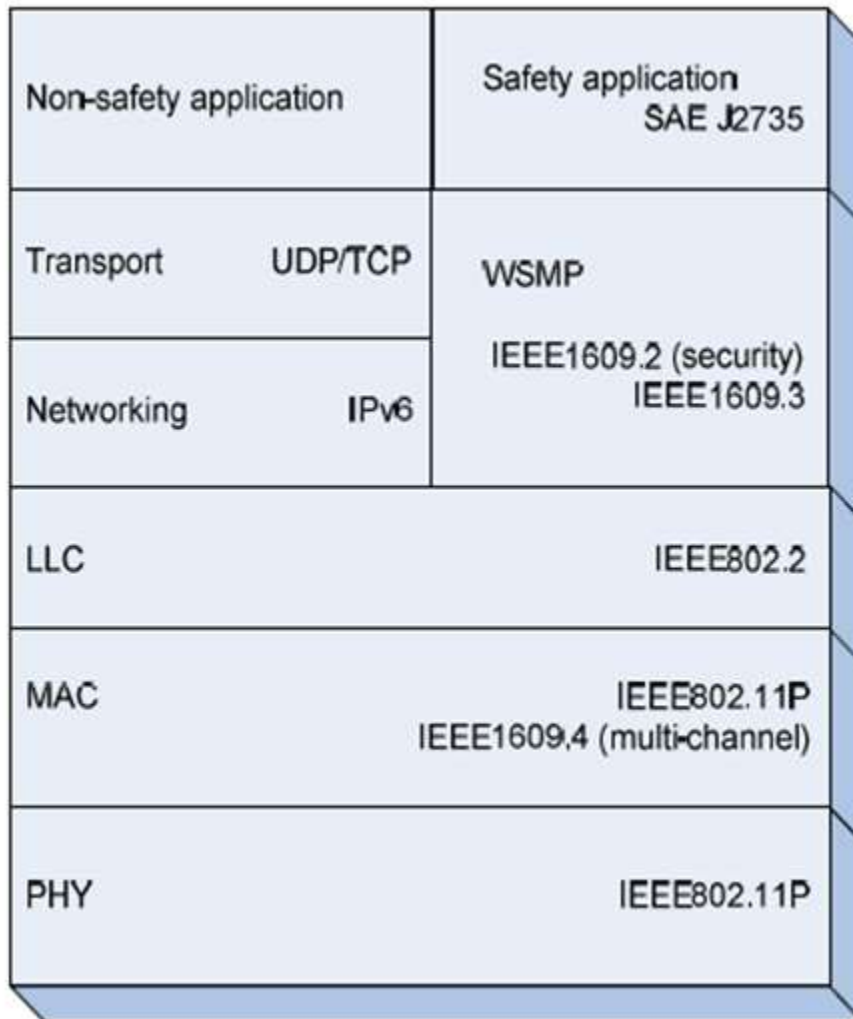 Non-safety application
Safety application
SAE J2735
Transport UDP/TCP
WSMP
IEEE1609.2 (security)
IEEE1609.3
Networking IPv6
LLC IEEE802.2
MAC IEEE802.11P
IEEE1609.4 (multi-channel)
PHY IEEE802.11P